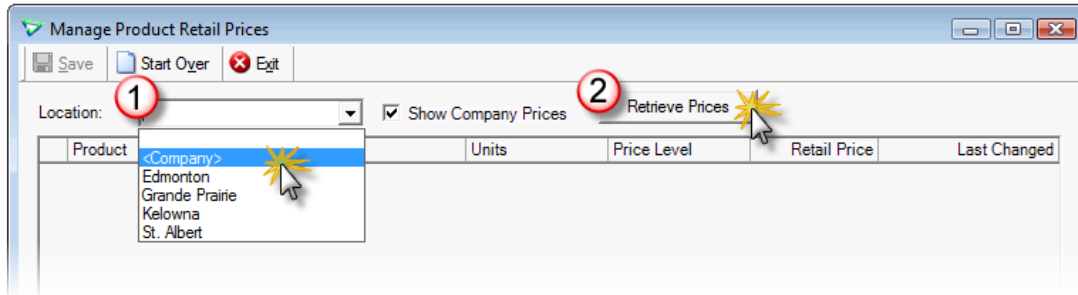 Manage Product Retail Prices
Save Start Over Exit
1 2
Location: Show Company Prices Retrieve Prices
Product Units Price Level Retail Price Last Changed
<Company>
Edmonton
Grande Prairie
Kelowna
St. Albert